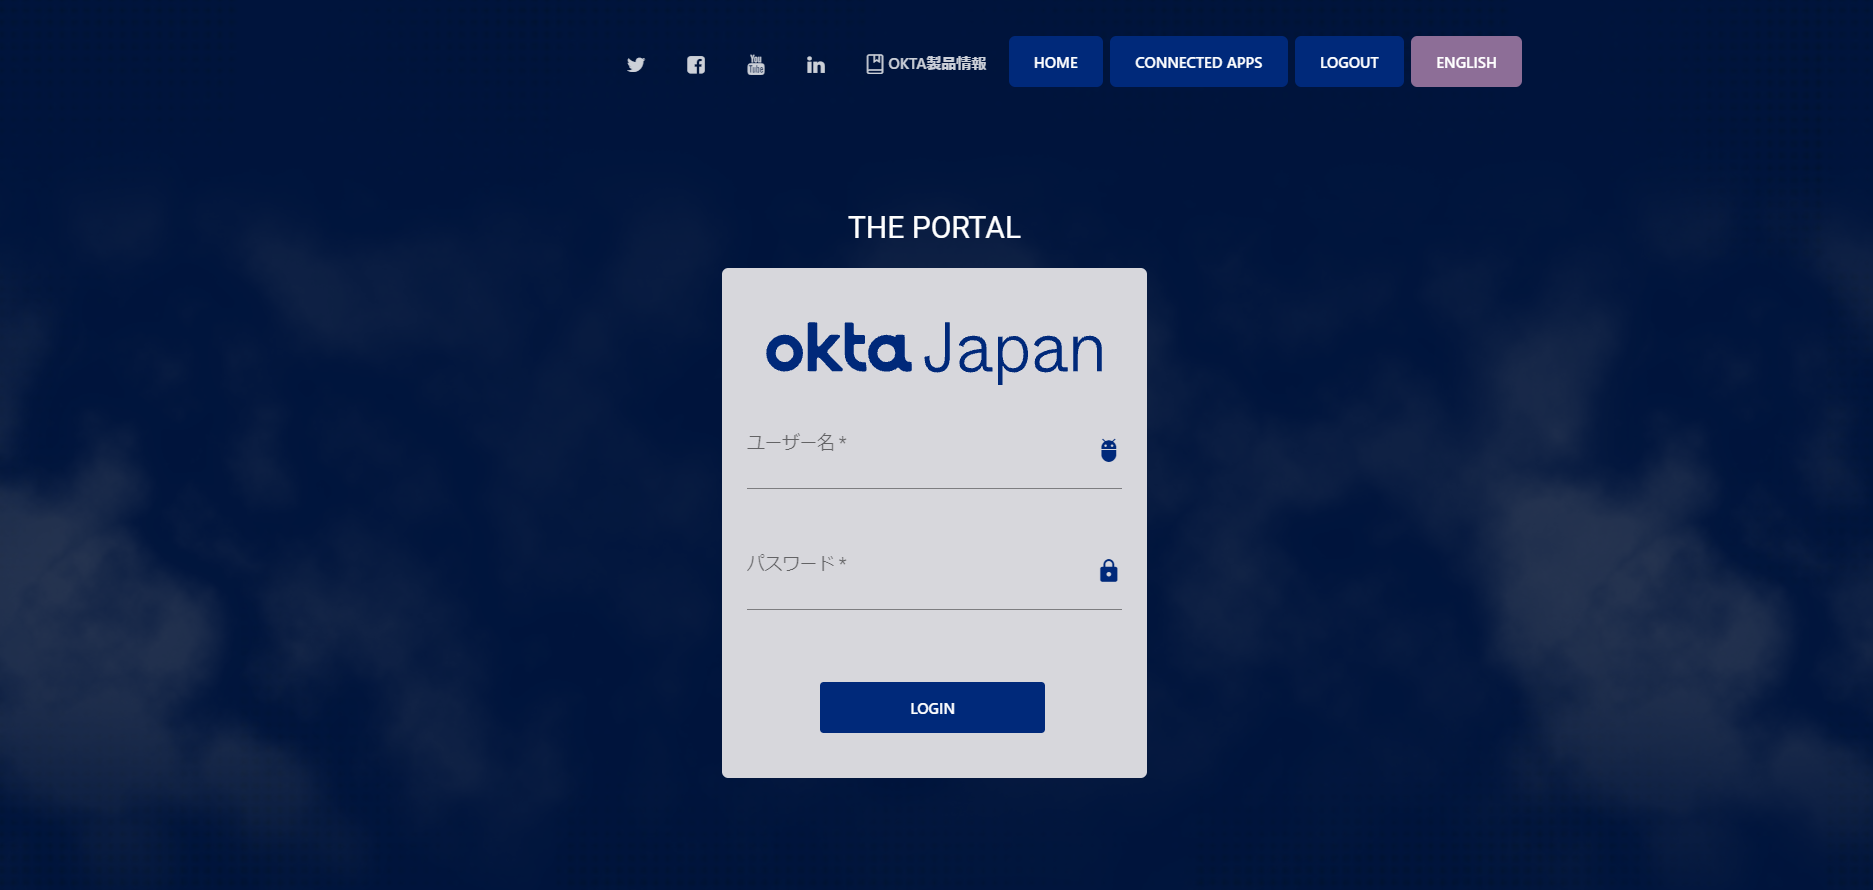 OKTA製品情報 HOME CONNECTED APPS LOGOUT ENGLISH
THE PORTAL
okta Japan
ユーザー名 *
パスワード *
LOGIN